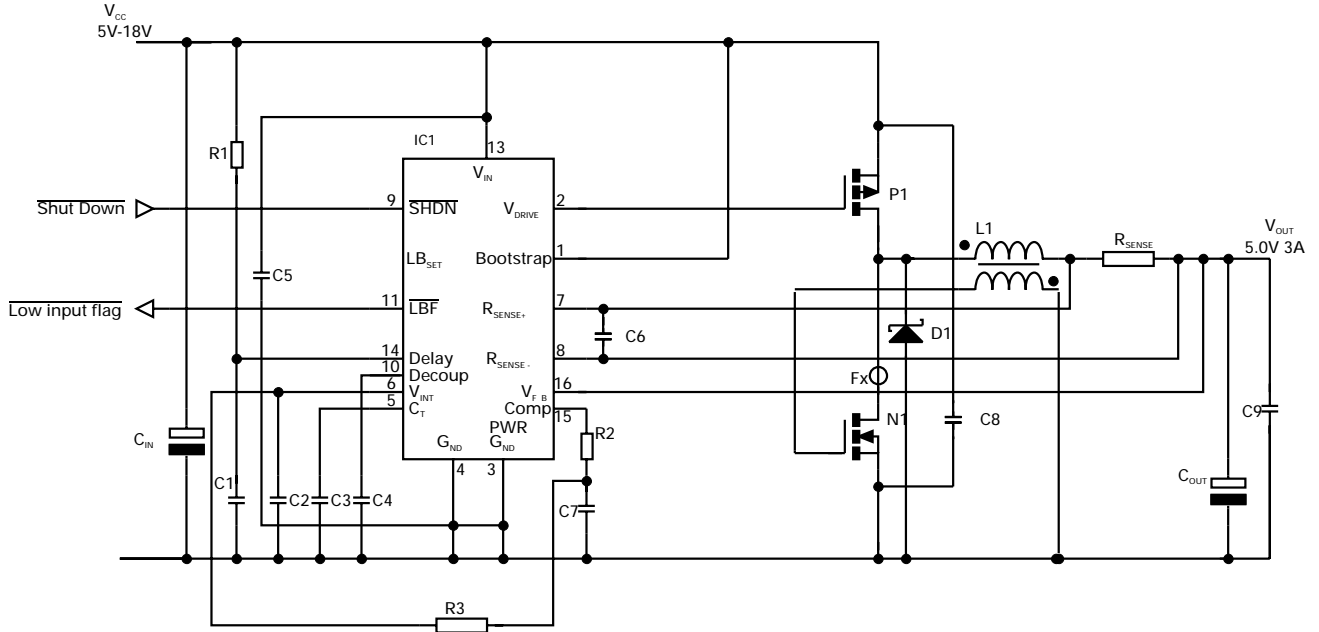 VCC
5V-18V
IC1
13
VIN
R1
Shut Down
9
SHDN
VDRIVE
2
P1
L1
RSENSE
VOUT
5.0V 3A
LBSET
Bootstrap
1
C5
Low input flag
11
LBF
RSENSE+
7
C6
D1
14
Delay
RSENSE -
8
10
Decoup
6
VINT
VF B
16
Fx
5
CT
Comp
15
PWR
GND
GND
R2
N1
C8
C9
CIN
4
3
COUT
C1
C2
C3
C4
C7
R3